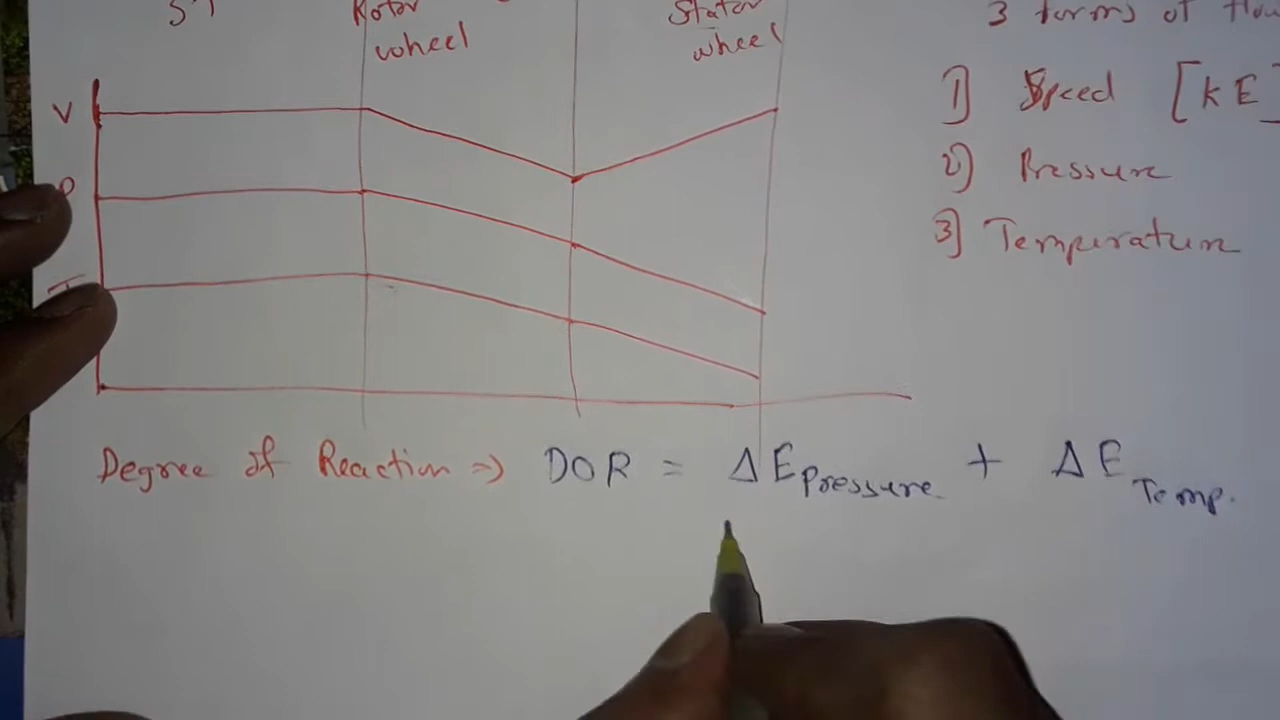 Rotor
wheel
Stator
wheel
3 forms of
V
P
T
1] Speed [KE]
2) Pressure
3] Temperature
Degree of Reaction ⇒ DOR = ΔE Pressure + ΔE Temp.